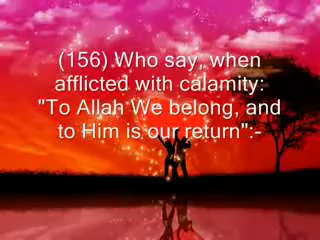 (156) Who say, when
afflicted with calamity:
"To Allah We belong, and
to Him is our return":-